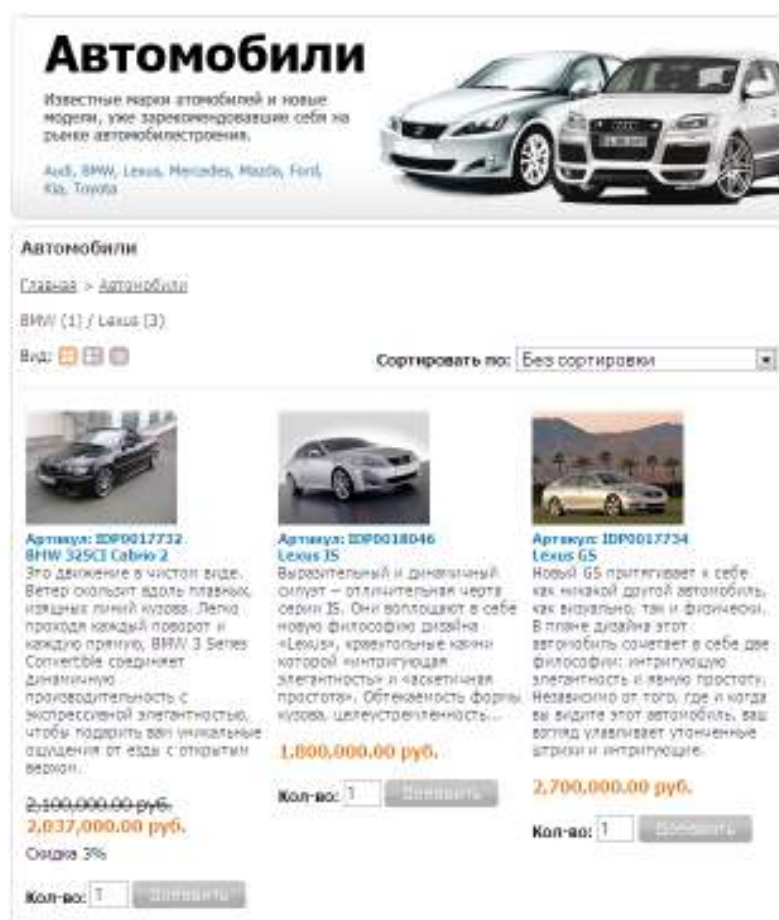 Автомобили
Известные марки атомобилей и новые
модели, уже зарекомендовавшие себя на
рынке автомобилестроения.
Audi, BMW, Lexus, Mercedes, Mazda, Ford,
Kia, Toyota
Автомобили
Главная > Автомобили
BMW (1) / Lexus (3)
Вид:
Сортировать по: Без сортировки
Артикул: IDP0017732
BMW 325CI Cabrio 2
Это движение в чистом виде.
Ветер скользит вдоль плавных,
изящных линий кузова. Легко
проходя каждый поворот и
каждую прямую, BMW 3 Series
Convertible соединяет
динамичную
производительность с
экспрессивной элегантностью,
чтобы подарить вам уникальные
ощущения от езды с открытым
верхом.
2,100,000.00 руб.
2,037,000.00 руб.
Скидка 3%
Кол-во: 1 Добавить
Артикул: IDP0018046
Lexus IS
Выразительный и динамичный
силуэт – отличительная черта
серии IS. Они воплощают в себе
новую философию дизайна
«Lexus», краеугольные камни
которой «интригующая
элегантность» и «аскетичная
простота». Обтекаемость формы
кузова, целеустремленность...
1,800,000.00 руб.
Кол-во: 1 Добавить
Артикул: IDP0017734
Lexus GS
Новый GS притягивает к себе
как никакой другой автомобиль,
как визуально, так и физически.
В плане дизайна этот
автомобиль сочетает в себе две
философии: интригующую
элегантность и явную простоту.
Независимо от того, где и когда
вы видите этот автомобиль, ваш
взгляд улавливает утонченные
штрихи и интригующие.
2,700,000.00 руб.
Кол-во: 1 Добавить